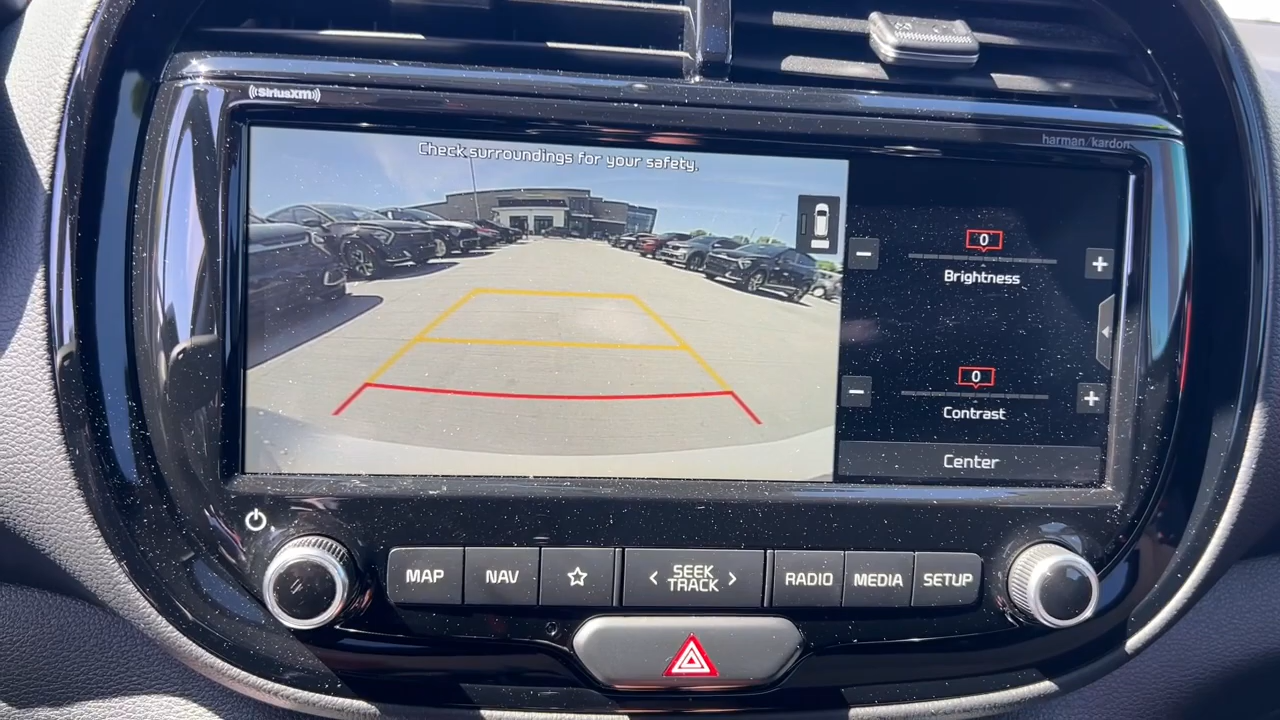 ((SiriusXM))
harman/kardon
Check surroundings for your safety.
0
Brightness
0
Contrast
Center
MAP
NAV
SEEK
TRACK
RADIO
MEDIA
SETUP